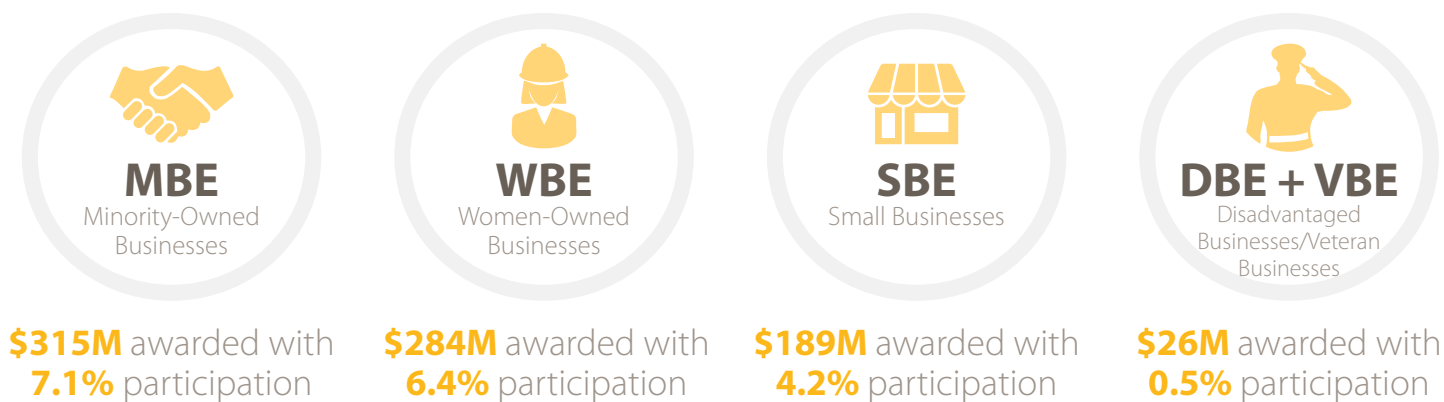 MBE
Minority-Owned
Businesses
$315M awarded with
7.1% participation
WBE
Women-Owned
Businesses
$284M awarded with
6.4% participation
SBE
Small Businesses
$189M awarded with
4.2% participation
DBE + VBE
Disadvantaged
Businesses/Veteran
Businesses
$26M awarded with
0.5% participation